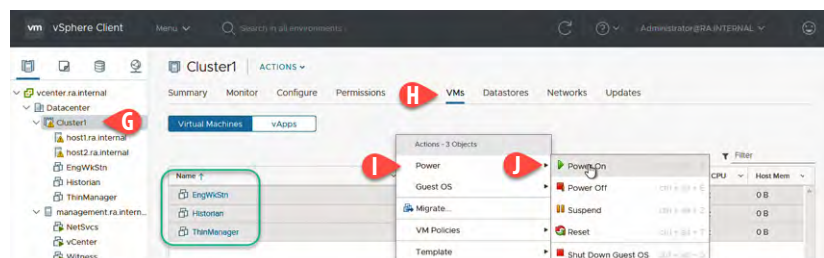 vm vSphere Client Menu Search in all environments Administrator@RA.INTERNAL
Cluster1 ACTIONS
vcenter.ra.internal
Summary Monitor Configure Permissions H VMs Datastores Networks Updates
Datacenter
Cluster1 G
Virtual Machines vApps
host1.ra.internal
host2.ra.internal
Actions - 3 Objects
Filter
EngWkStn
Power I J Power On
Historian
Name CPU Host Mem
ThinManager
Guest OS Power Off
EngWkStn 0 B
management.ra.intern...
Migrate... Suspend
Historian 0 B
NetSvcs
VM Policies Reset
ThinManager 0 B
vCenter
Template Shut Down Guest OS
Witness